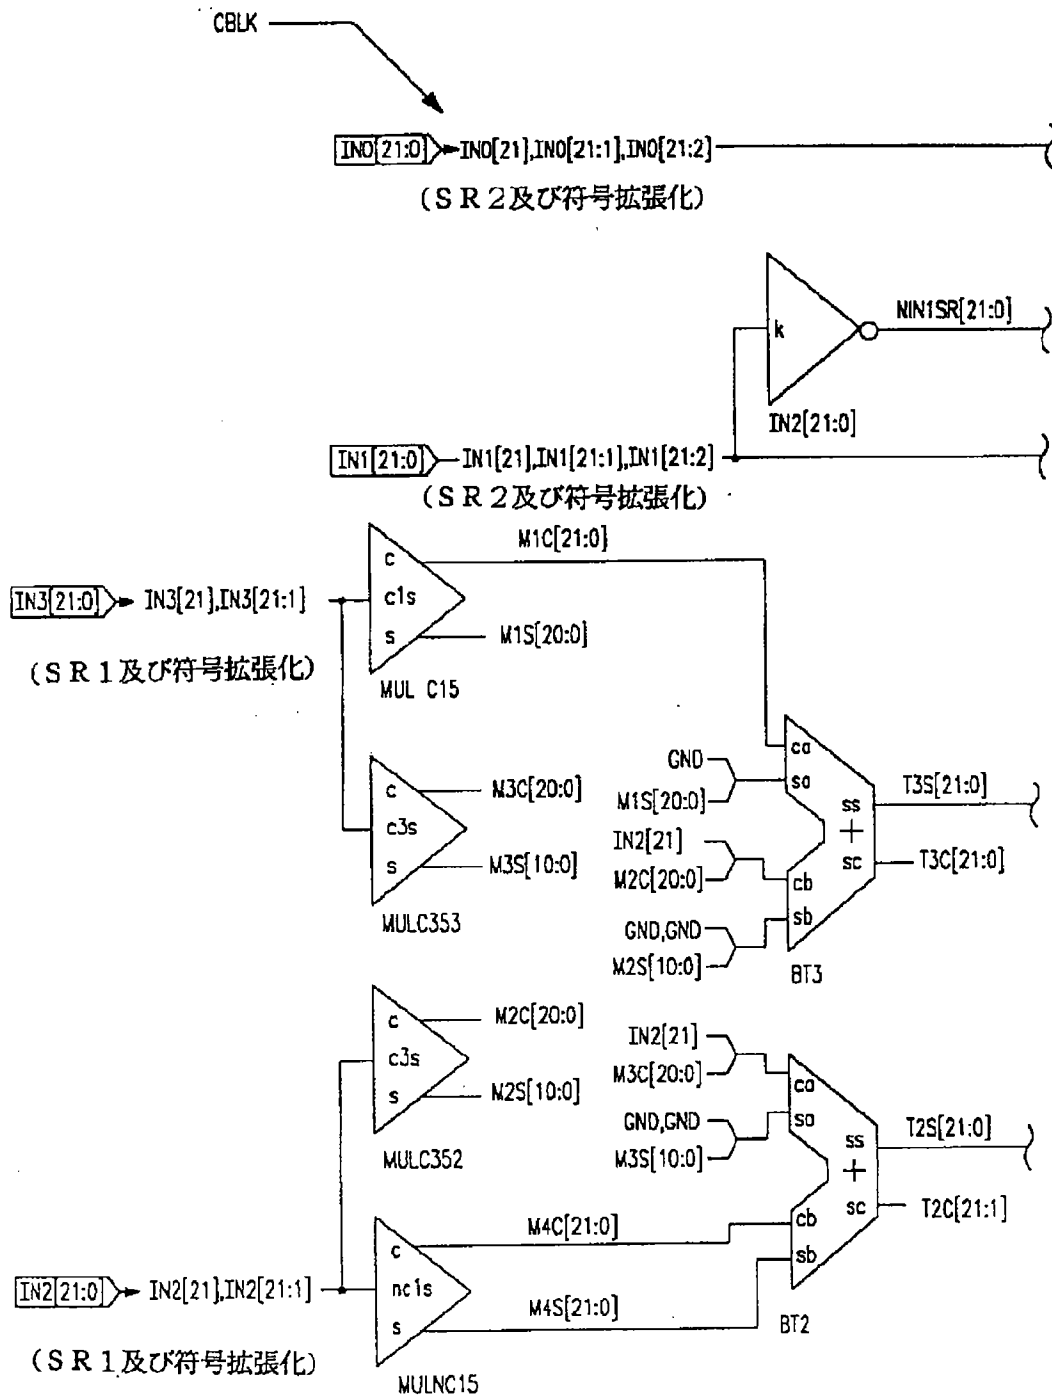 CBLK
IN0[21:0] IN0[21],IN0[21:1],IN0[21:2]
(SR2及び符号拡張化)
k
NIN1SR[21:0]
IN2[21:0]
IN1[21:0] IN1[21],IN1[21:1],IN1[21:2]
(SR2及び符号拡張化)
M1C[21:0]
c
IN3[21:0] IN3[21],IN3[21:1]
c1s
s
M1S[20:0]
(SR1及び符号拡張化)
MUL C15
c
M3C[20:0]
c3s
s
M3S[10:0]
MULC353
GND
M1S[20:0]
IN2[21]
M2C[20:0]
GND,GND
M2S[10:0]
ca
sa
ss
+
sc
cb
sb
T3S[21:0]
T3C[21:0]
BT3
c
M2C[20:0]
c3s
s
M2S[10:0]
MULC352
IN2[21]
M3C[20:0]
GND,GND
M3S[10:0]
ca
sa
ss
+
sc
cb
sb
T2S[21:0]
T2C[21:1]
BT2
M4C[21:0]
c
IN2[21:0] IN2[21],IN2[21:1]
nc1s
s
M4S[21:0]
(SR1及び符号拡張化)
MULNC15